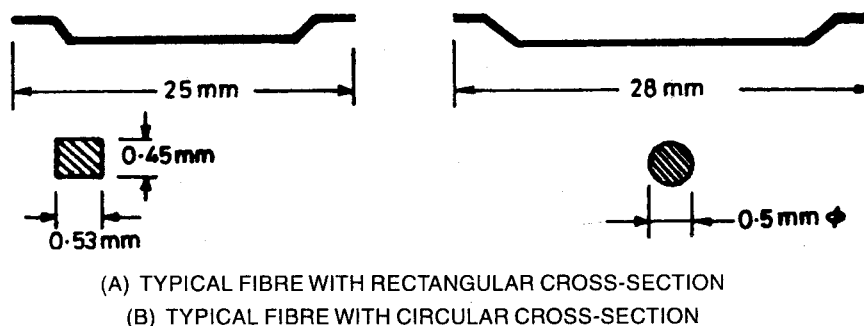 25 mm
28 mm
0·45mm
0·53mm
0·5 mm ϕ
(A) TYPICAL FIBRE WITH RECTANGULAR CROSS-SECTION
(B) TYPICAL FIBRE WITH CIRCULAR CROSS-SECTION